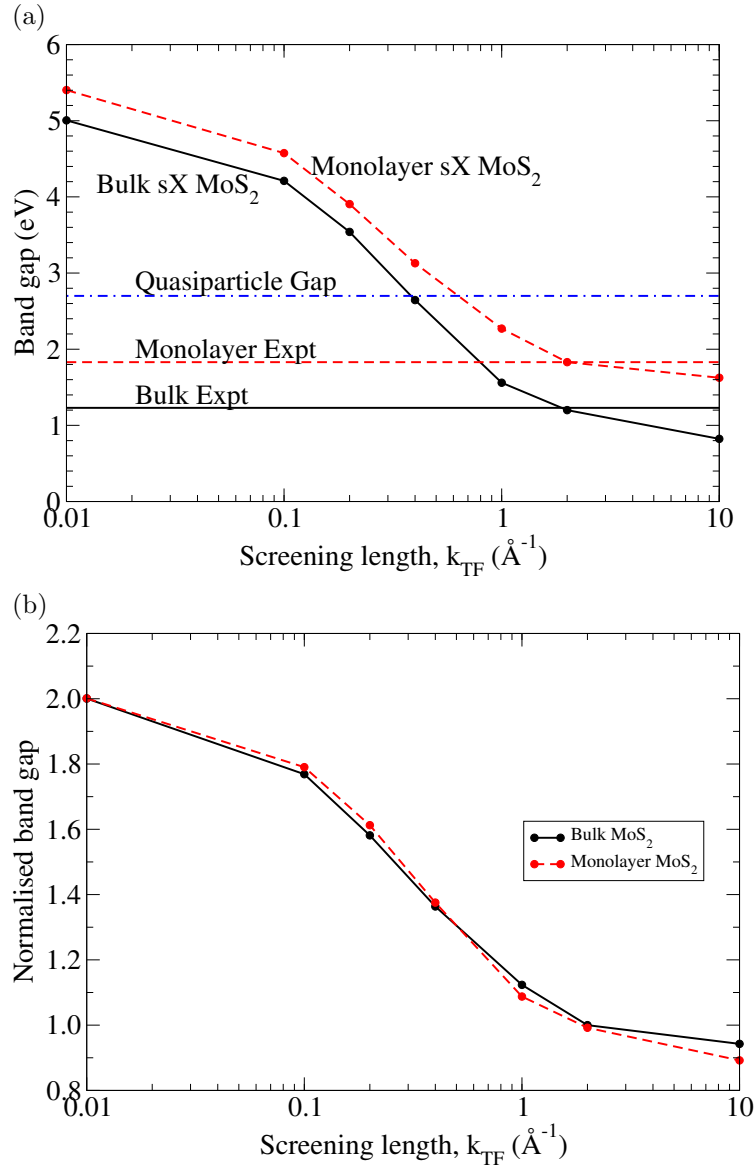 (a)
6
5
4
3
2
1
0
Band gap (eV)
Monolayer sX MoS₂
Bulk sX MoS₂
Quasiparticle Gap
Monolayer Expt
Bulk Expt
0.01 0.1 1 10
Screening length, k_TF (Å⁻¹)
(b)
2.2
2.0
1.8
1.6
1.4
1.2
1.0
0.8
Normalised band gap
Bulk MoS₂
Monolayer MoS₂
0.01 0.1 1 10
Screening length, k_TF (Å⁻¹)